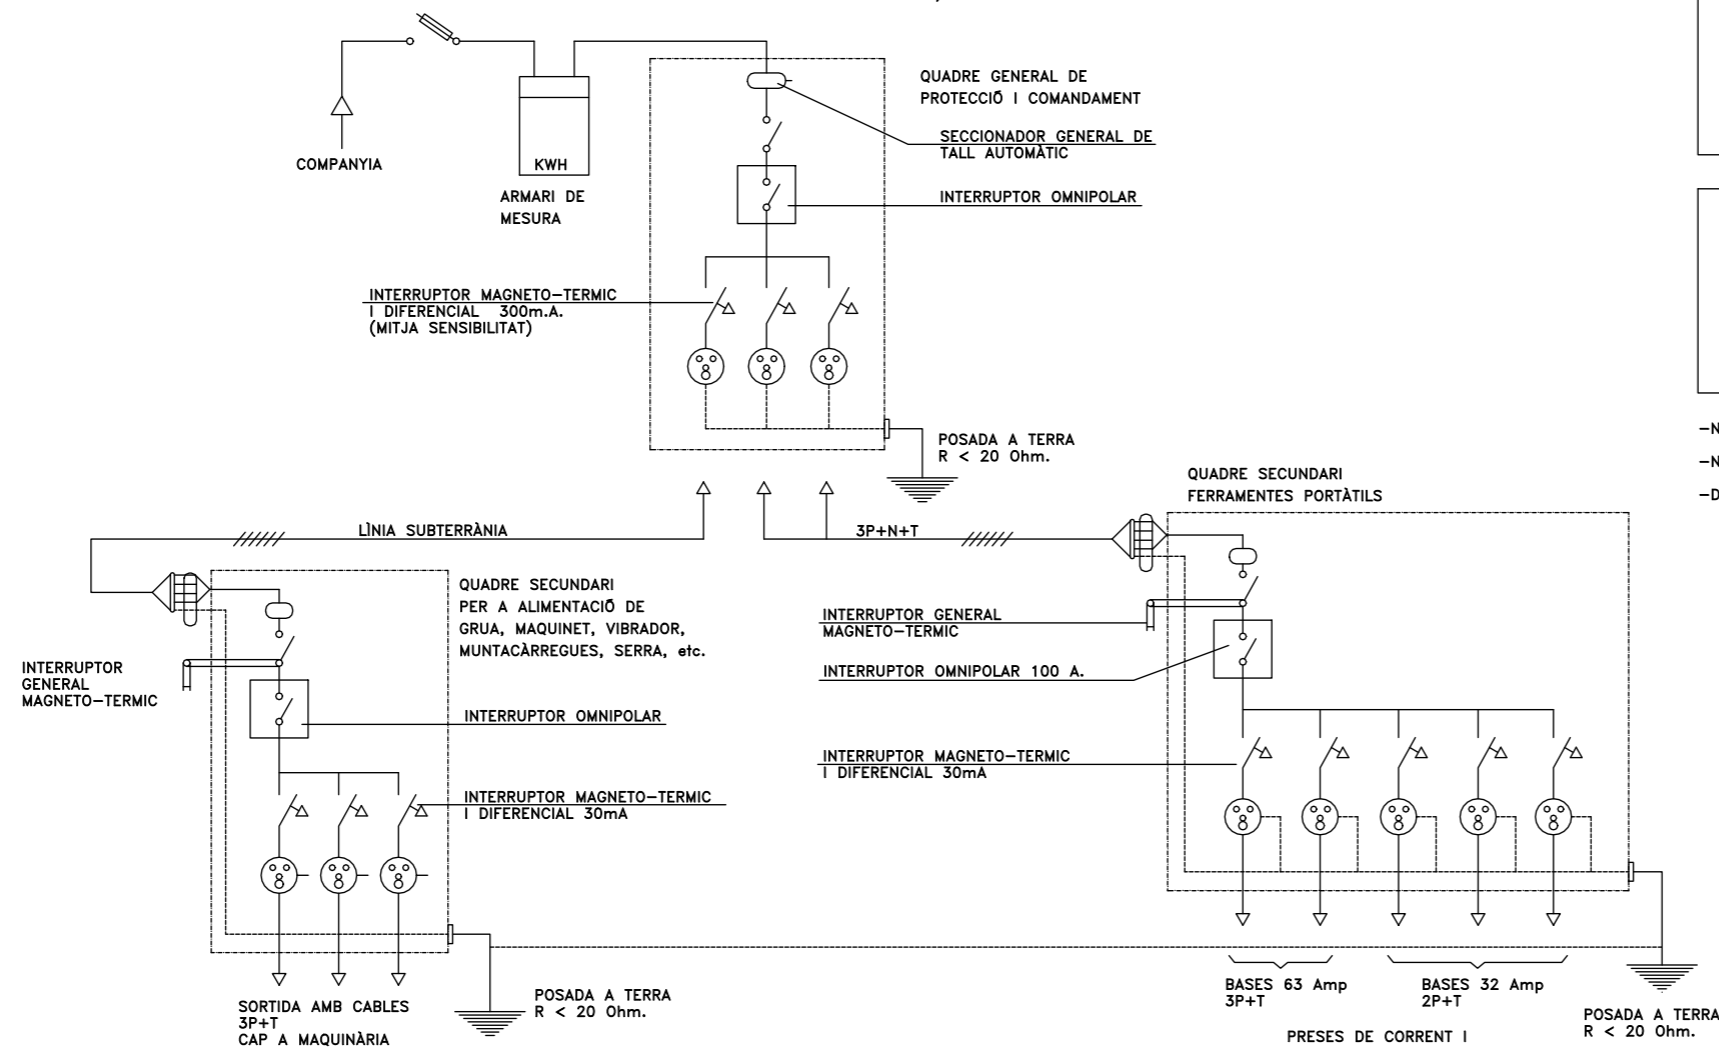 COMPANYIA
KWH
ARMARI DE
MESURA
QUADRE GENERAL DE
PROTECCIÓ I COMANDAMENT
SECCIONADOR GENERAL DE
TALL AUTOMÀTIC
INTERRUPTOR OMNIPOLAR
INTERRUPTOR MAGNETO-TERMIC
I DIFERENCIAL 300m.A.
(MITJA SENSIBILITAT)
POSADA A TERRA
R < 20 Ohm.
-N
-N
-D
QUADRE SECUNDARI
FERRAMENTES PORTÀTILS
LÌNIA SUBTERRÀNIA
3P+N+T
QUADRE SECUNDARI
PER A ALIMENTACIÓ DE
GRUA, MAQUINET, VIBRADOR,
MUNTACÀRREGUES, SERRA, etc.
INTERRUPTOR
GENERAL
MAGNETO-TERMIC
INTERRUPTOR OMNIPOLAR
INTERRUPTOR MAGNETO-TERMIC
I DIFERENCIAL 30mA
INTERRUPTOR GENERAL
MAGNETO-TERMIC
INTERRUPTOR OMNIPOLAR 100 A.
INTERRUPTOR MAGNETO-TERMIC
I DIFERENCIAL 30mA
SORTIDA AMB CABLES
3P+T
CAP A MAQUINÀRIA
POSADA A TERRA
R < 20 Ohm.
BASES 63 Amp
3P+T
BASES 32 Amp
2P+T
PRESES DE CORRENT I
POSADA A TERRA
R < 20 Ohm.